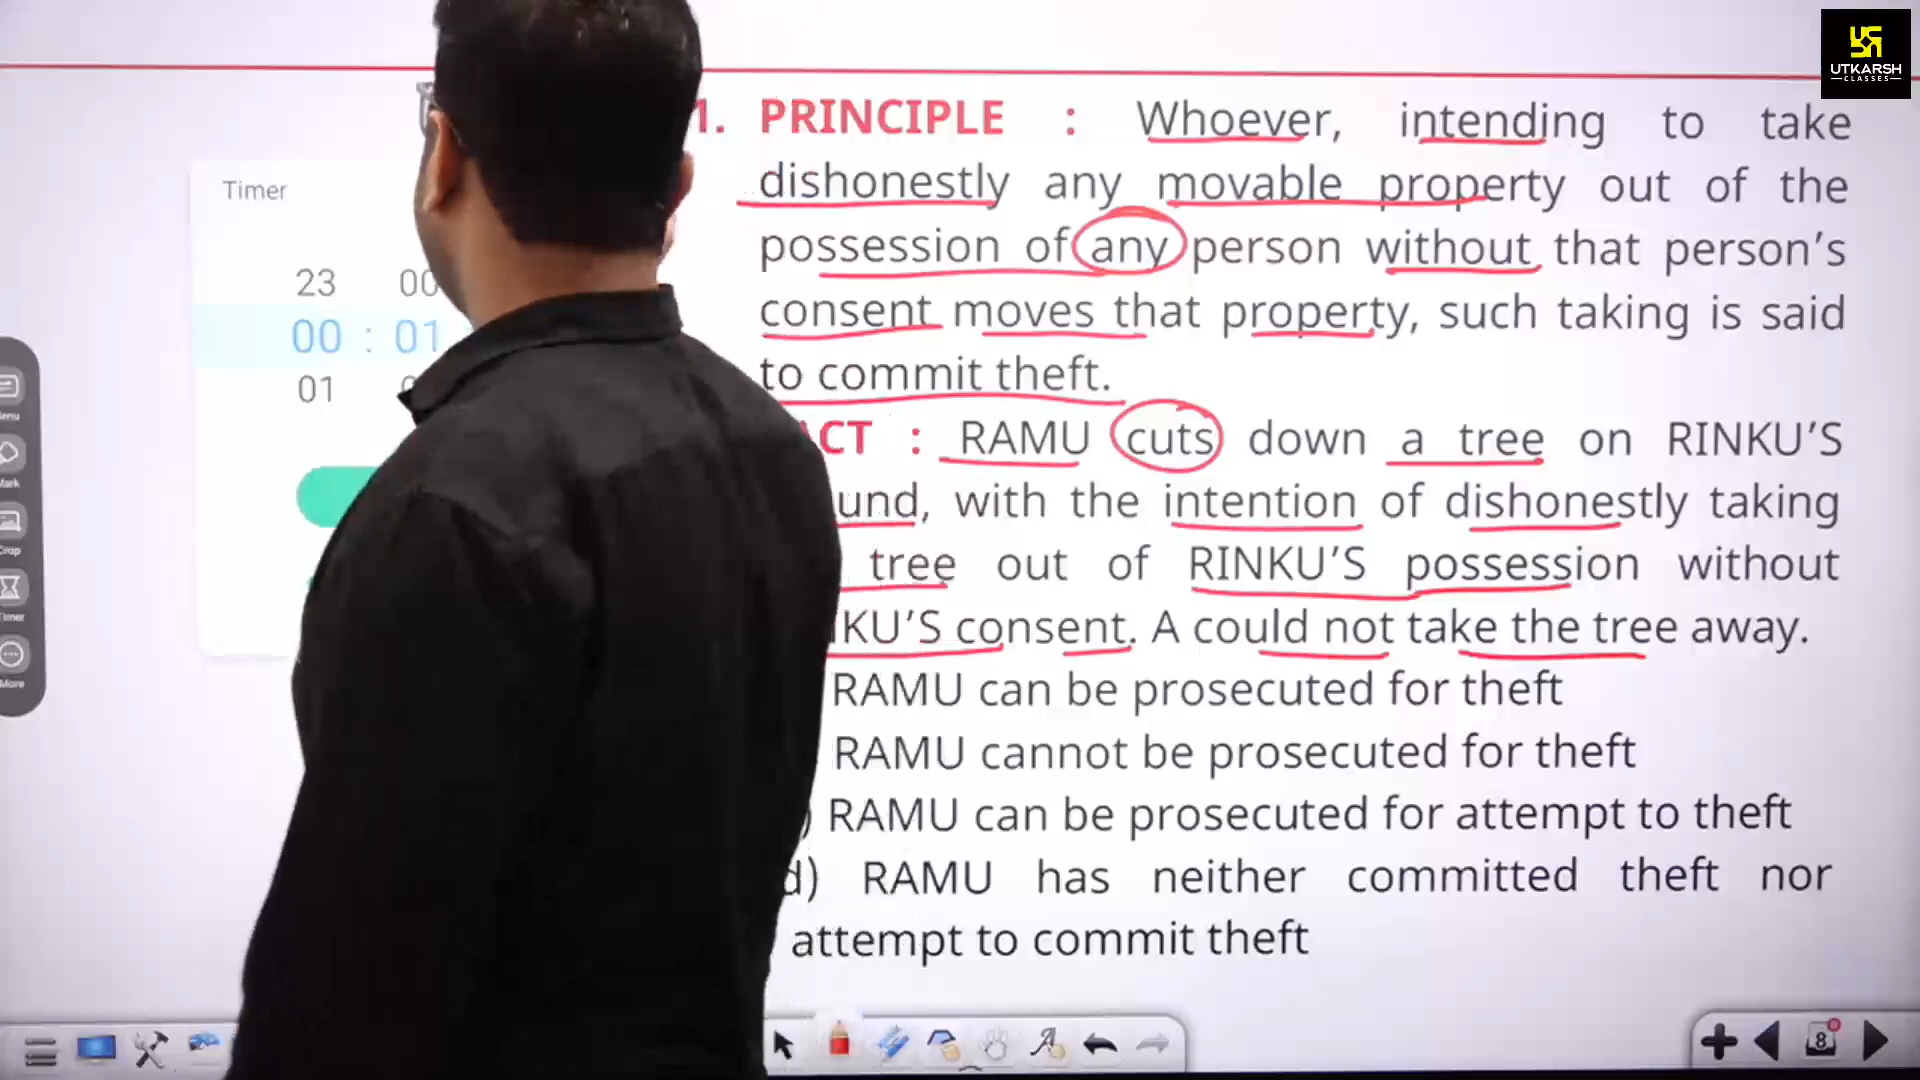 UTKARSH
CLASSES
1. PRINCIPLE : Whoever, intending to take
dishonestly any movable property out of the
possession of any person without that person's
consent moves that property, such taking is said
to commit theft.
: RAMU cuts down a tree on RINKU'S
with the intention of dishonestly taking
tree out of RINKU'S possession without
consent. A could not take the tree away.
RAMU can be prosecuted for theft
RAMU cannot be prosecuted for theft
) RAMU can be prosecuted for attempt to theft
d) RAMU has neither committed theft nor
attempt to commit theft
Timer
23 00
00 : 01
01
Mark
Timer
More
8